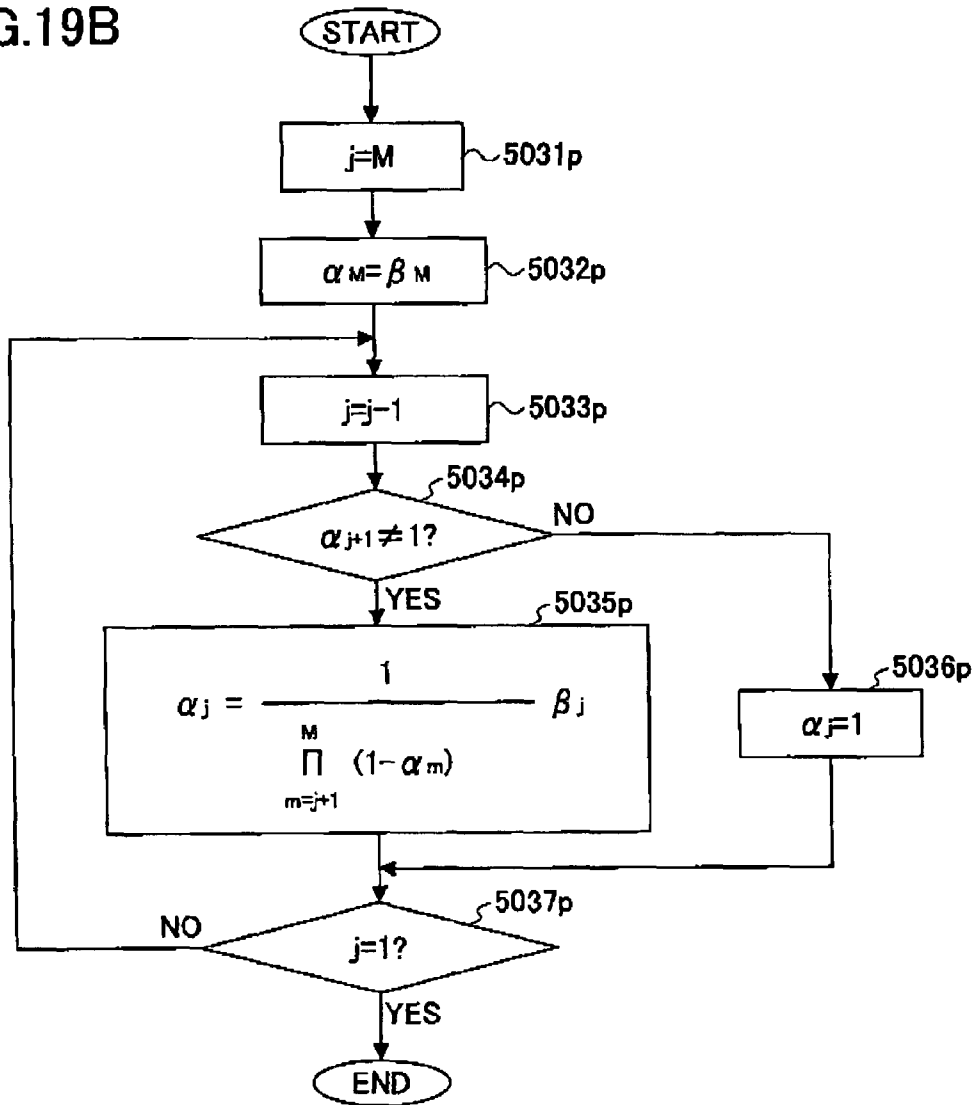 G.19B
START
j=M
5031p
αM=βM
5032p
j=j-1
5033p
5034p
αj+1≠1?
NO
YES
5035p
αj = 1 βj
M
Π (1-αm)
m=j+1
5036p
αj=1
5037p
NO
j=1?
YES
END